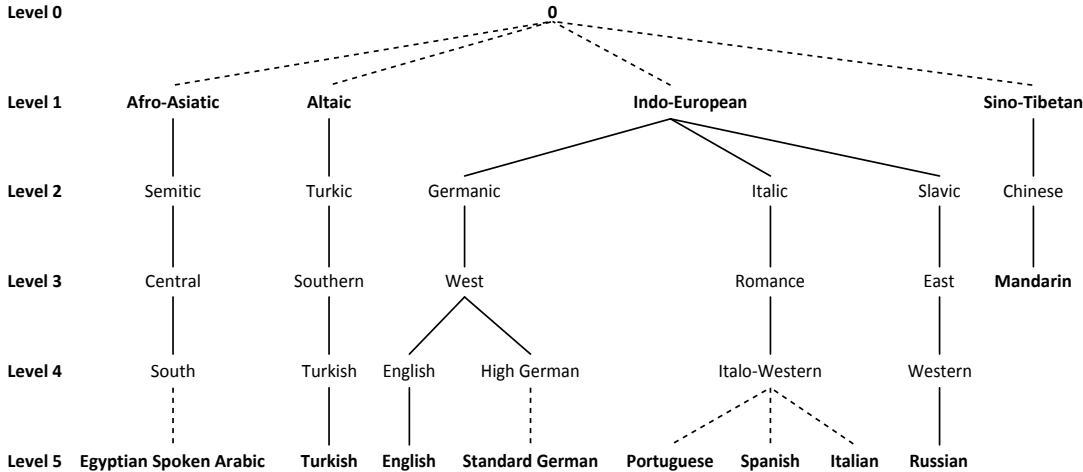 Level 0 0
Level 1 Afro-Asiatic Altaic Indo-European Sino-Tibetan
Level 2 Semitic Turkic Germanic Italic Slavic Chinese
Level 3 Central Southern West Romance East Mandarin
Level 4 South Turkish English High German Italo-Western Western
Level 5 Egyptian Spoken Arabic Turkish English Standard German Portuguese Spanish Italian Russian